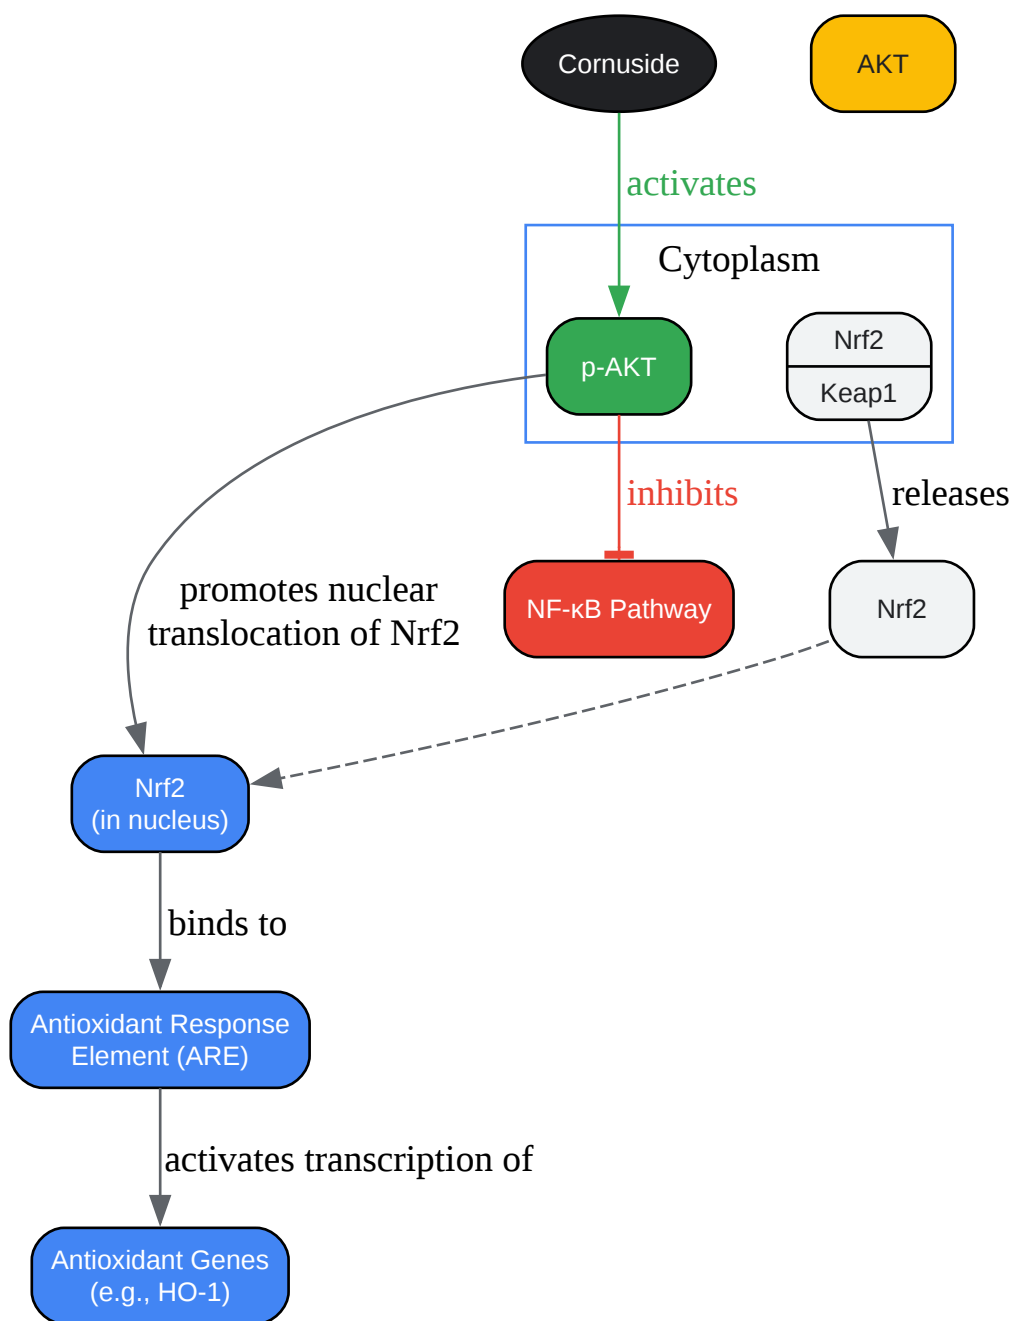 Cornuside
AKT
activates
Cytoplasm
p-AKT
Nrf2
Keap1
inhibits
releases
promotes nuclear
translocation of Nrf2
NF-κB Pathway
Nrf2
Nrf2
(in nucleus)
binds to
Antioxidant Response
Element (ARE)
activates transcription of
Antioxidant Genes
(e.g., HO-1)